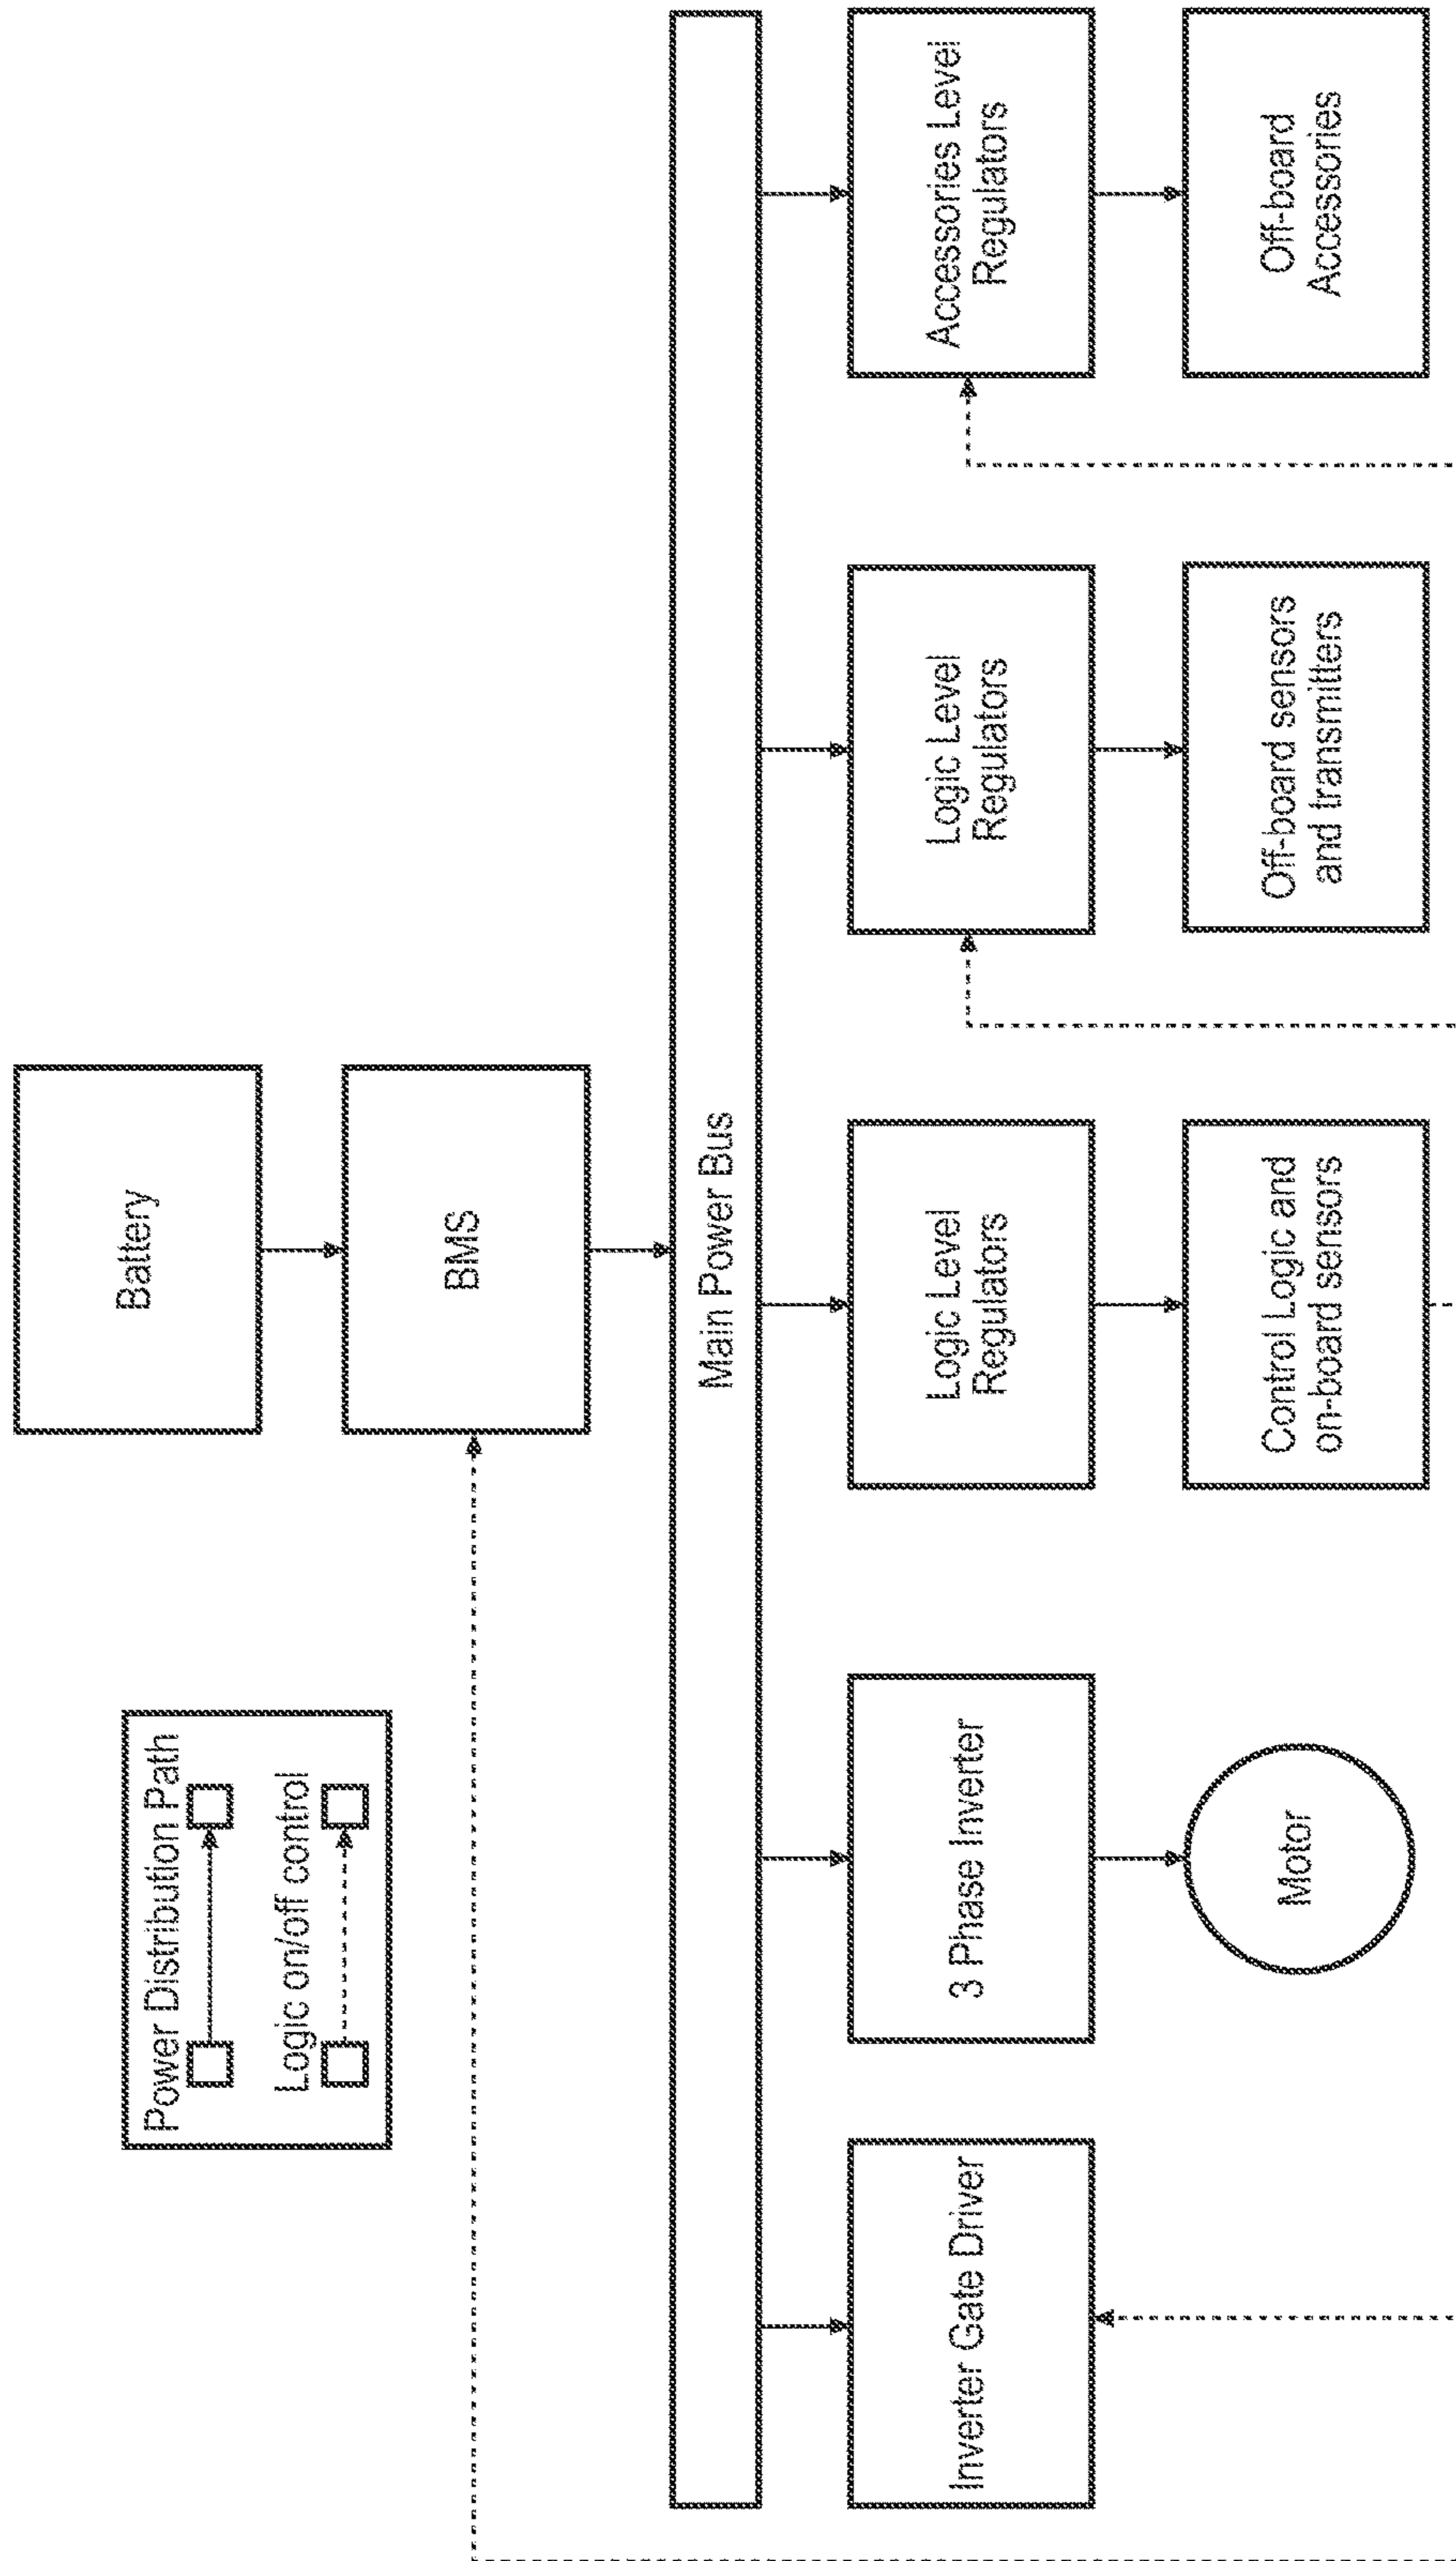 Power Distribution Path
Logic on/off control
Battery
BMS
Main Power Bus
Inverter Gate Driver
3 Phase Inverter
Logic Level
Regulators
Logic Level
Regulators
Accessories Level
Regulators
Motor
Control Logic and
on-board sensors
Off-board sensors
and transmitters
Off-board
Accessories